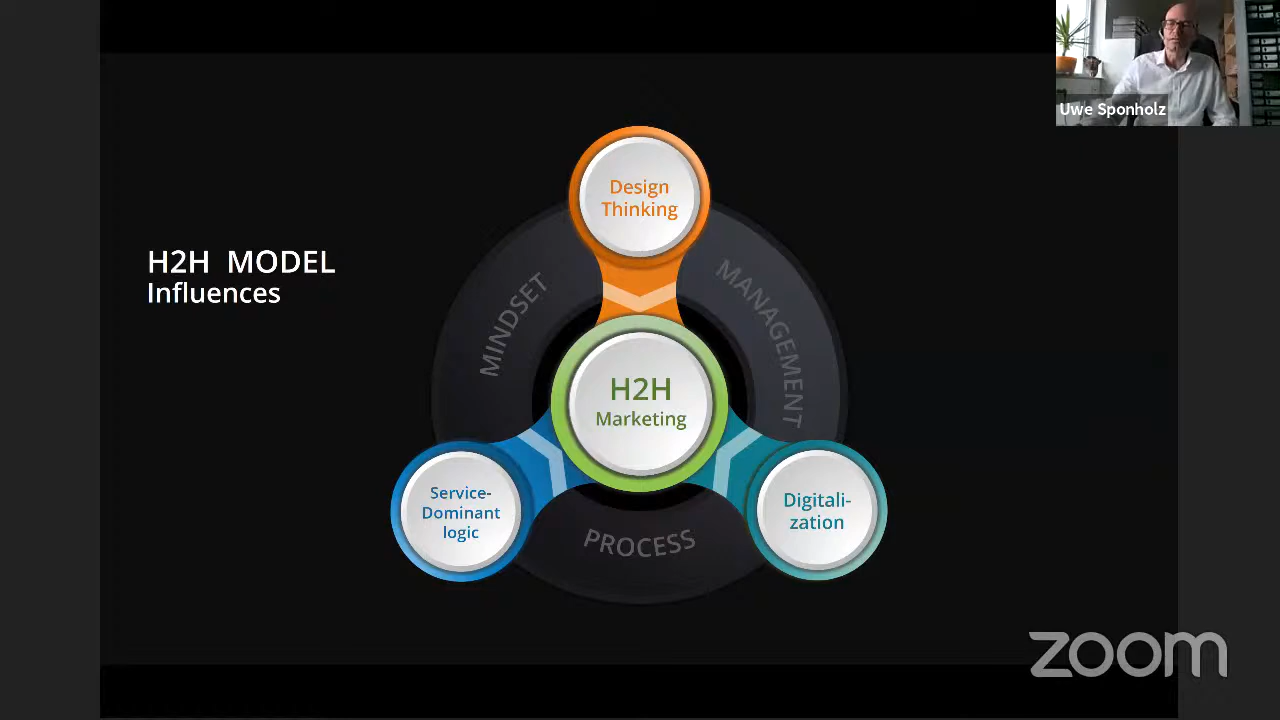 Uwe Sponholz
H2H MODEL
Influences
Design
Thinking
MINDSET
MANAGEMENT
H2H
Marketing
Service-
Dominant
logic
Digitali-
zation
PROCESS
zoom